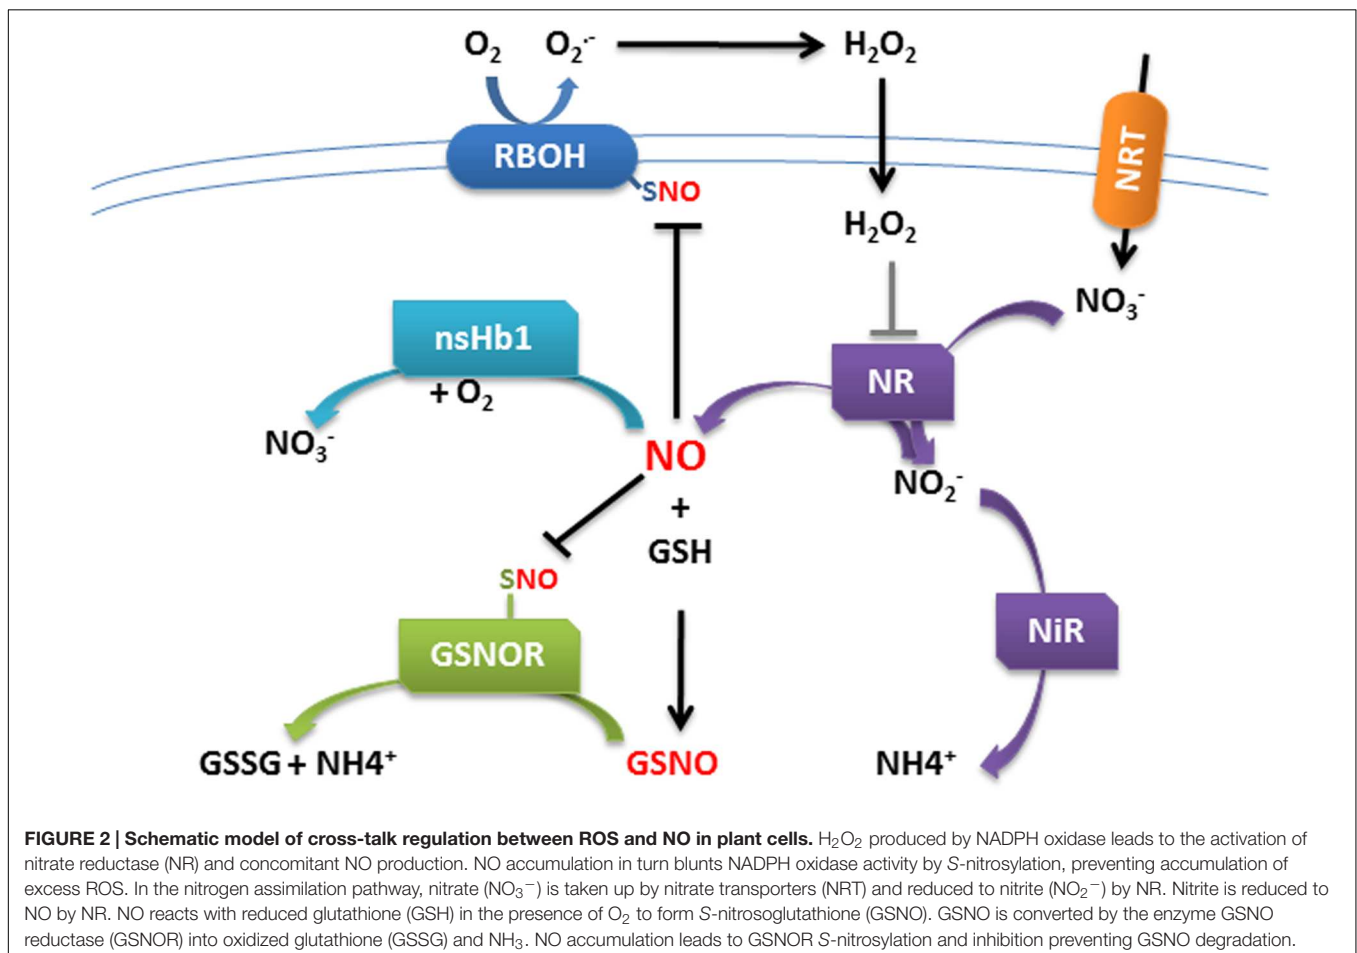 O₂ O₂·⁻ H₂O₂
RBOH
NRT
SNO
H₂O₂
NO₃⁻
nsHb1
+ O₂
NR
NO₃⁻
NO
NO₂⁻
+
GSH
SNO
GSNOR
NiR
GSSG + NH4⁺ GSNO NH4⁺
FIGURE 2 | Schematic model of cross-talk regulation between ROS and NO in plant cells. H₂O₂ produced by NADPH oxidase leads to the activation of
nitrate reductase (NR) and concomitant NO production. NO accumulation in turn blunts NADPH oxidase activity by S-nitrosylation, preventing accumulation of
excess ROS. In the nitrogen assimilation pathway, nitrate (NO₃⁻) is taken up by nitrate transporters (NRT) and reduced to nitrite (NO₂⁻) by NR. Nitrite is reduced to
NO by NR. NO reacts with reduced glutathione (GSH) in the presence of O₂ to form S-nitrosoglutathione (GSNO). GSNO is converted by the enzyme GSNO
reductase (GSNOR) into oxidized glutathione (GSSG) and NH₃. NO accumulation leads to GSNOR S-nitrosylation and inhibition preventing GSNO degradation.